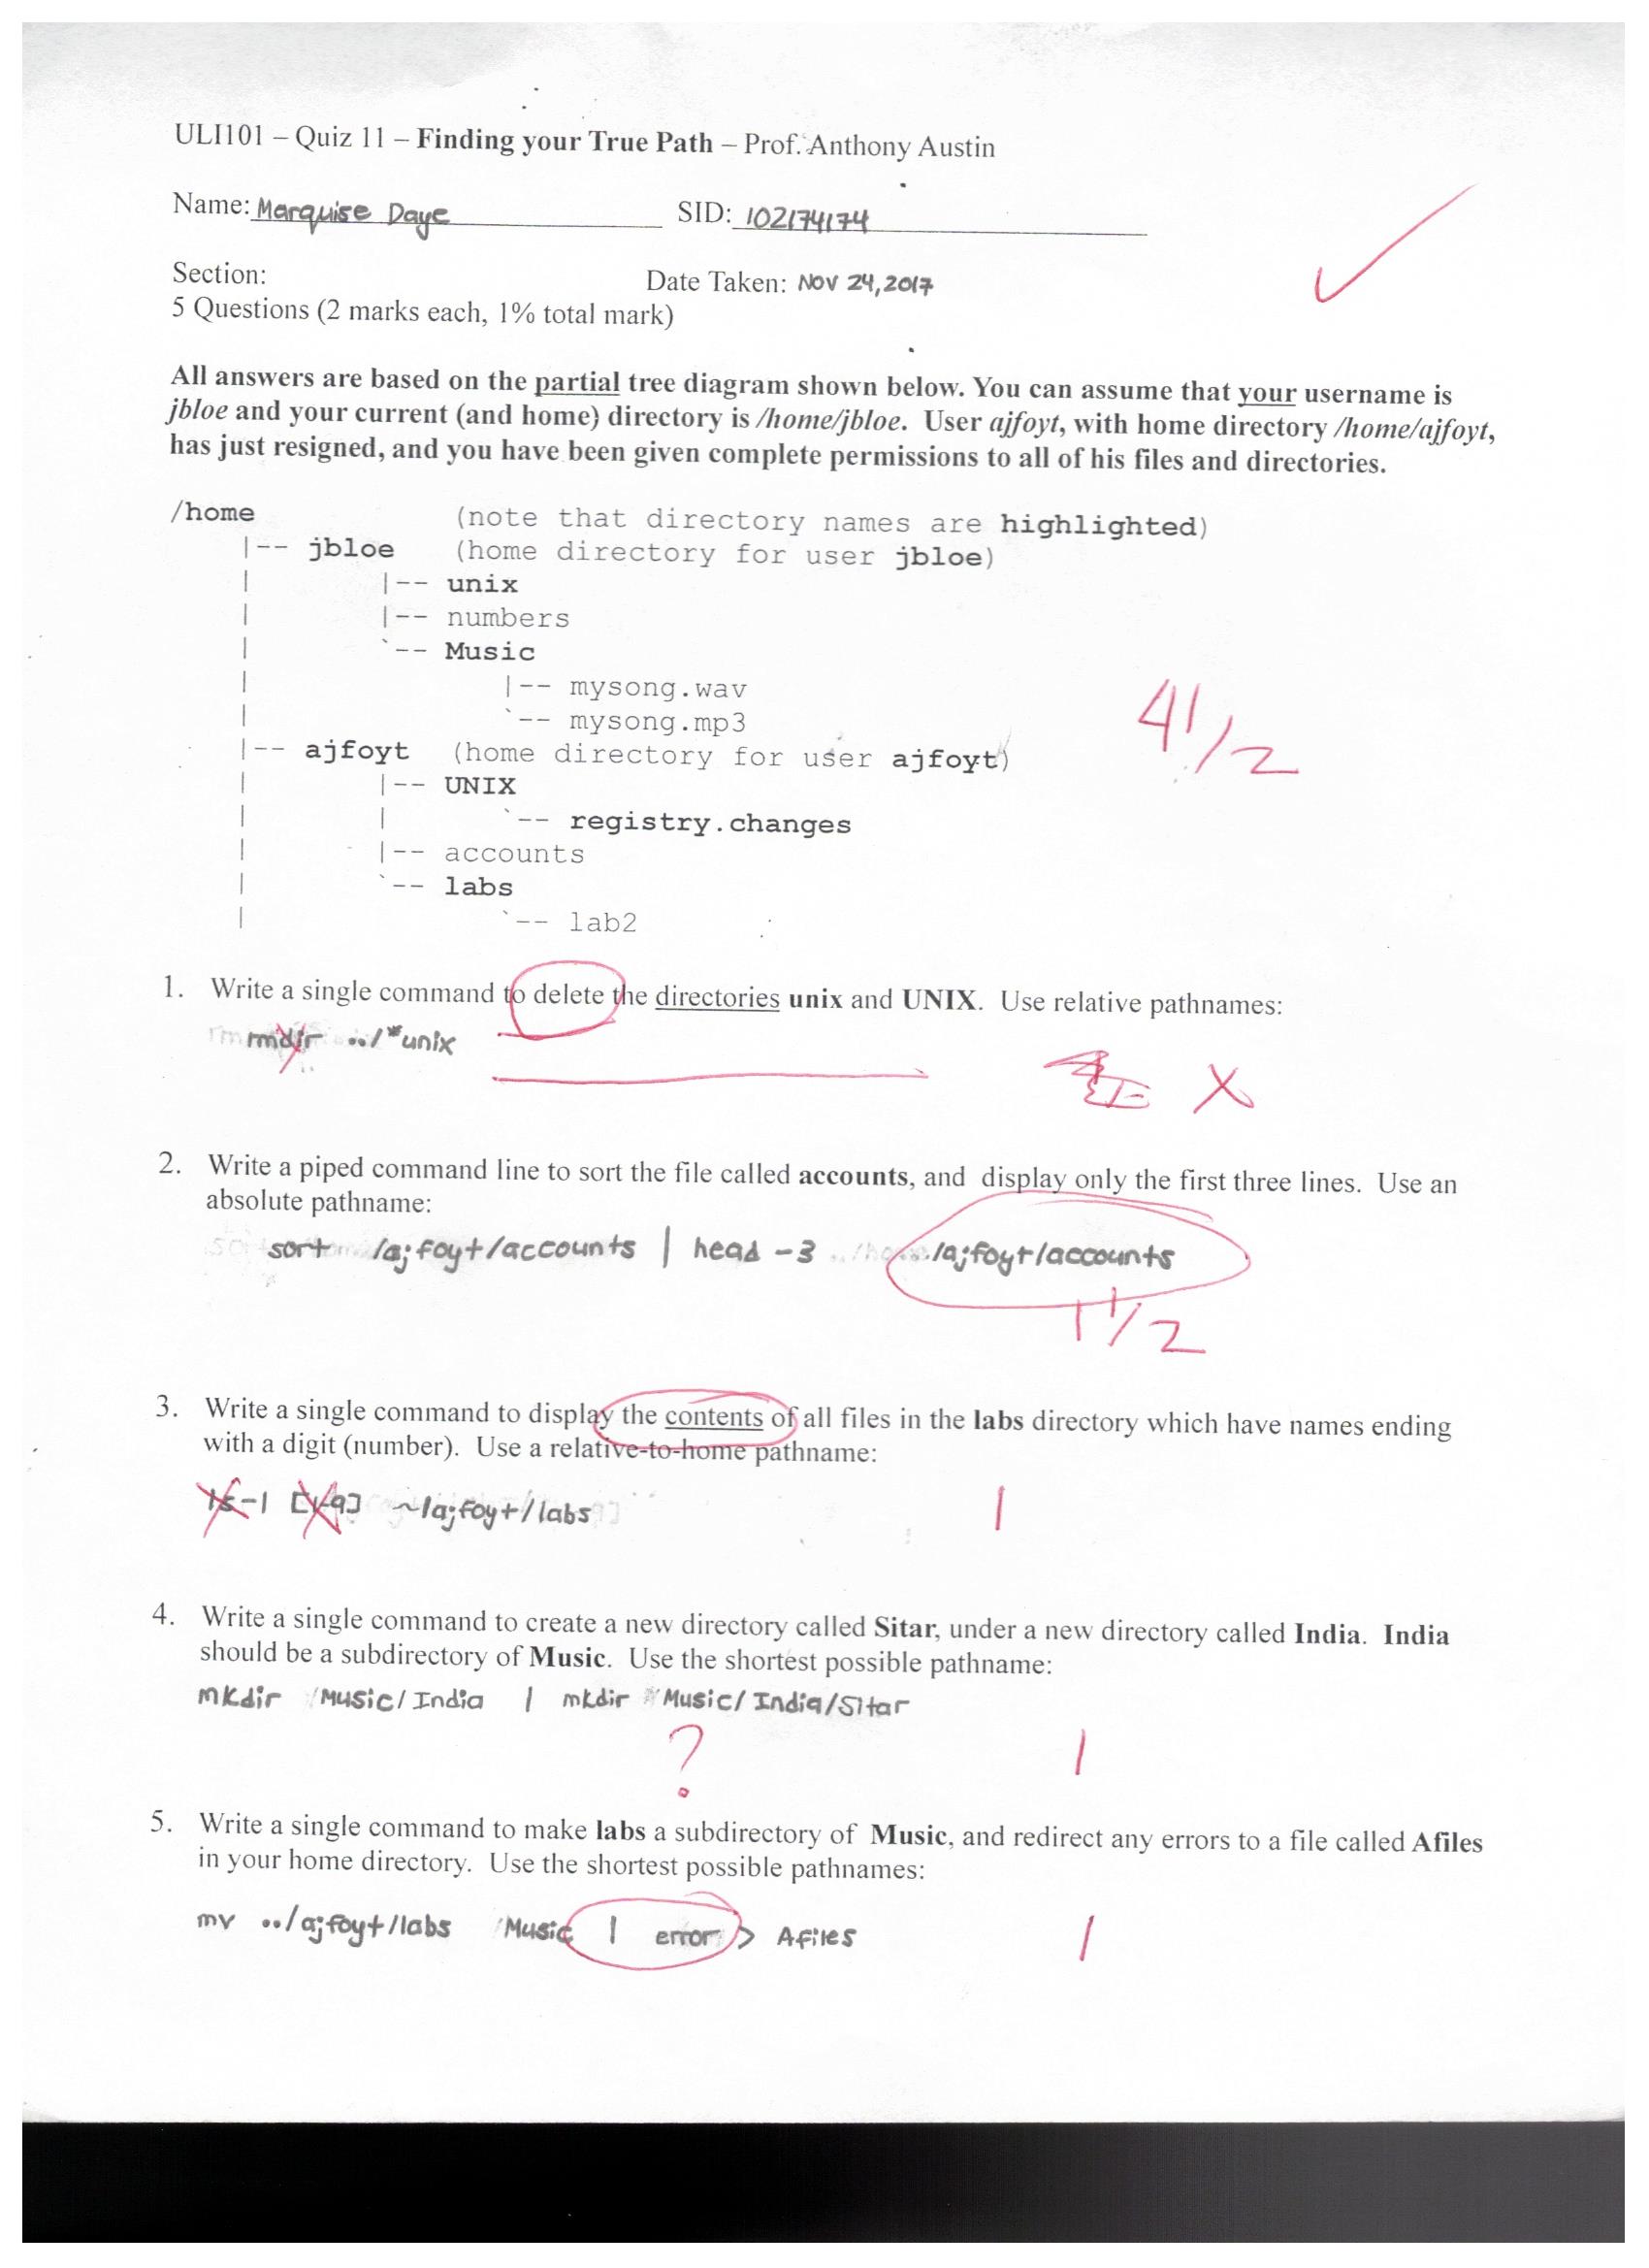 ULI101 – Quiz 11 – Finding your True Path – Prof. Anthony Austin
Name: Marquise Daye SID: 102174174
Section: Date Taken: Nov 24, 2017
5 Questions (2 marks each, 1% total mark)
All answers are based on the partial tree diagram shown below. You can assume that your username is
jbloe and your current (and home) directory is /home/jbloe. User ajfoyt, with home directory /home/ajfoyt,
has just resigned, and you have been given complete permissions to all of his files and directories.
/home (note that directory names are highlighted)
|-- jbloe (home directory for user jbloe)
| |-- unix
| |-- numbers
| `-- Music
| |-- mysong.wav
| `-- mysong.mp3
|-- ajfoyt (home directory for user ajfoyt)
| |-- UNIX
| | `-- registry.changes
| |-- accounts
| `-- labs
| `-- lab2
4 1/2
1. Write a single command to delete the directories unix and UNIX. Use relative pathnames:
rmdir ../*unix
X
2. Write a piped command line to sort the file called accounts, and display only the first three lines. Use an
absolute pathname:
sort /ajfoyt/accounts | head -3 /ajfoyt/accounts
1 1/2
3. Write a single command to display the contents of all files in the labs directory which have names ending
with a digit (number). Use a relative-to-home pathname:
ls -l [1-9] ~/ajfoyt/labs
1
4. Write a single command to create a new directory called Sitar, under a new directory called India. India
should be a subdirectory of Music. Use the shortest possible pathname:
mkdir Music/India | mkdir Music/India/Sitar
? 1
5. Write a single command to make labs a subdirectory of Music, and redirect any errors to a file called Afiles
in your home directory. Use the shortest possible pathnames:
mv ../ajfoyt/labs Music | error > Afiles
1